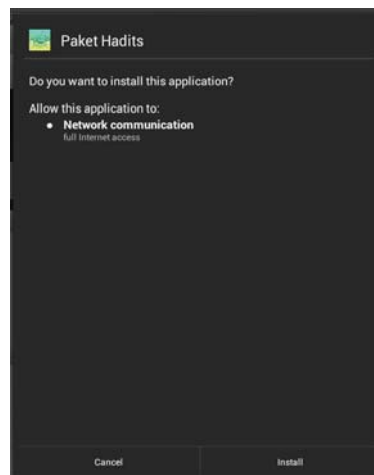 Paket Hadits
Do you want to install this application?
Allow this application to:
● Network communication
full Internet access
Cancel
Install